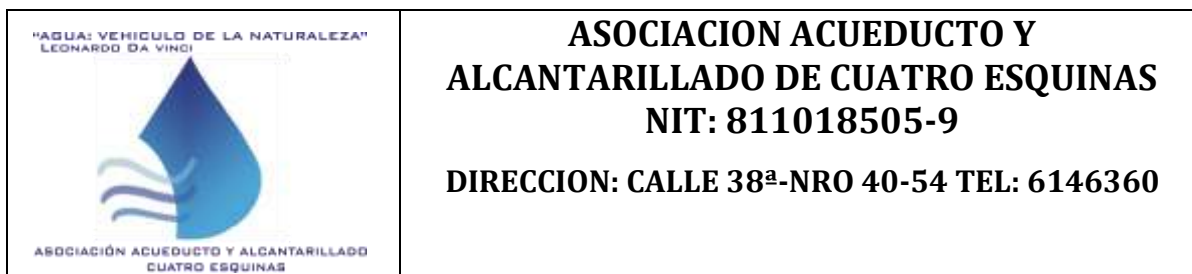 "AGUA: VEHICULO DE LA NATURALEZA"
LEONARDO DA VINCI
ASOCIACIÓN ACUEDUCTO Y ALCANTARILLADO
CUATRO ESQUINAS
ASOCIACION ACUEDUCTO Y
ALCANTARILLADO DE CUATRO ESQUINAS
NIT: 811018505-9
DIRECCION: CALLE 38ª-NRO 40-54 TEL: 6146360